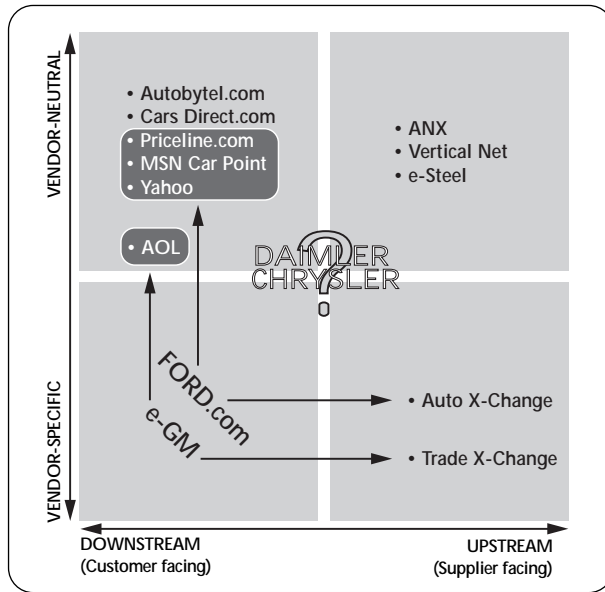 VENDOR-NEUTRAL
• Autobytel.com
• Cars Direct.com
• Priceline.com
• MSN Car Point
• Yahoo
• AOL
• ANX
• Vertical Net
• e-Steel
DAIMLER
CHRYSLER
?
VENDOR-SPECIFIC
FORD.com
e-GM
• Auto X-Change
• Trade X-Change
DOWNSTREAM
(Customer facing)
UPSTREAM
(Supplier facing)